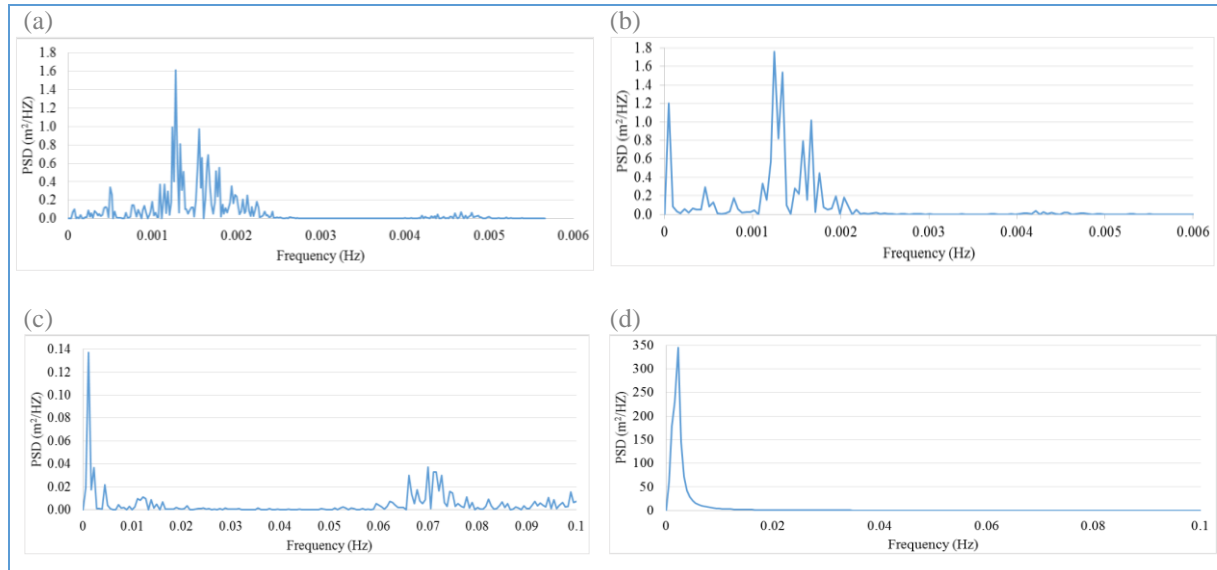 (a)
PSD (m²/HZ)
1.8
1.6
1.4
1.2
1.0
0.8
0.6
0.4
0.2
0.0
0 0.001 0.002 0.003 0.004 0.005 0.006
Frequency (Hz)
(b)
PSD (m²/HZ)
1.8
1.6
1.4
1.2
1.0
0.8
0.6
0.4
0.2
0.0
0 0.001 0.002 0.003 0.004 0.005 0.006
Frequency (Hz)
(c)
PSD (m²/HZ)
0.14
0.12
0.10
0.08
0.06
0.04
0.02
0.00
0 0.01 0.02 0.03 0.04 0.05 0.06 0.07 0.08 0.09 0.1
Frequency (Hz)
(d)
PSD (m²/HZ)
350
300
250
200
150
100
50
0
0 0.02 0.04 0.06 0.08 0.1
Frequency (Hz)